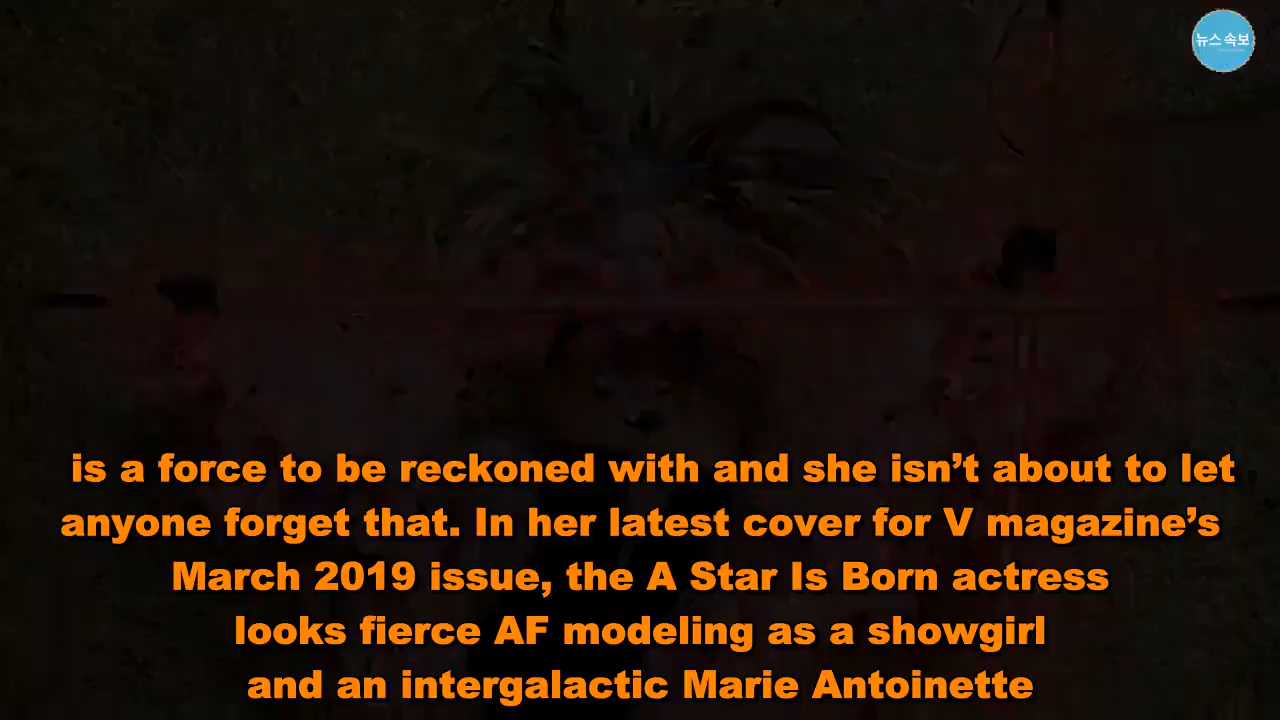 뉴스 속보
is a force to be reckoned with and she isn’t about to let
anyone forget that. In her latest cover for V magazine’s
March 2019 issue, the A Star Is Born actress
looks fierce AF modeling as a showgirl
and an intergalactic Marie Antoinette